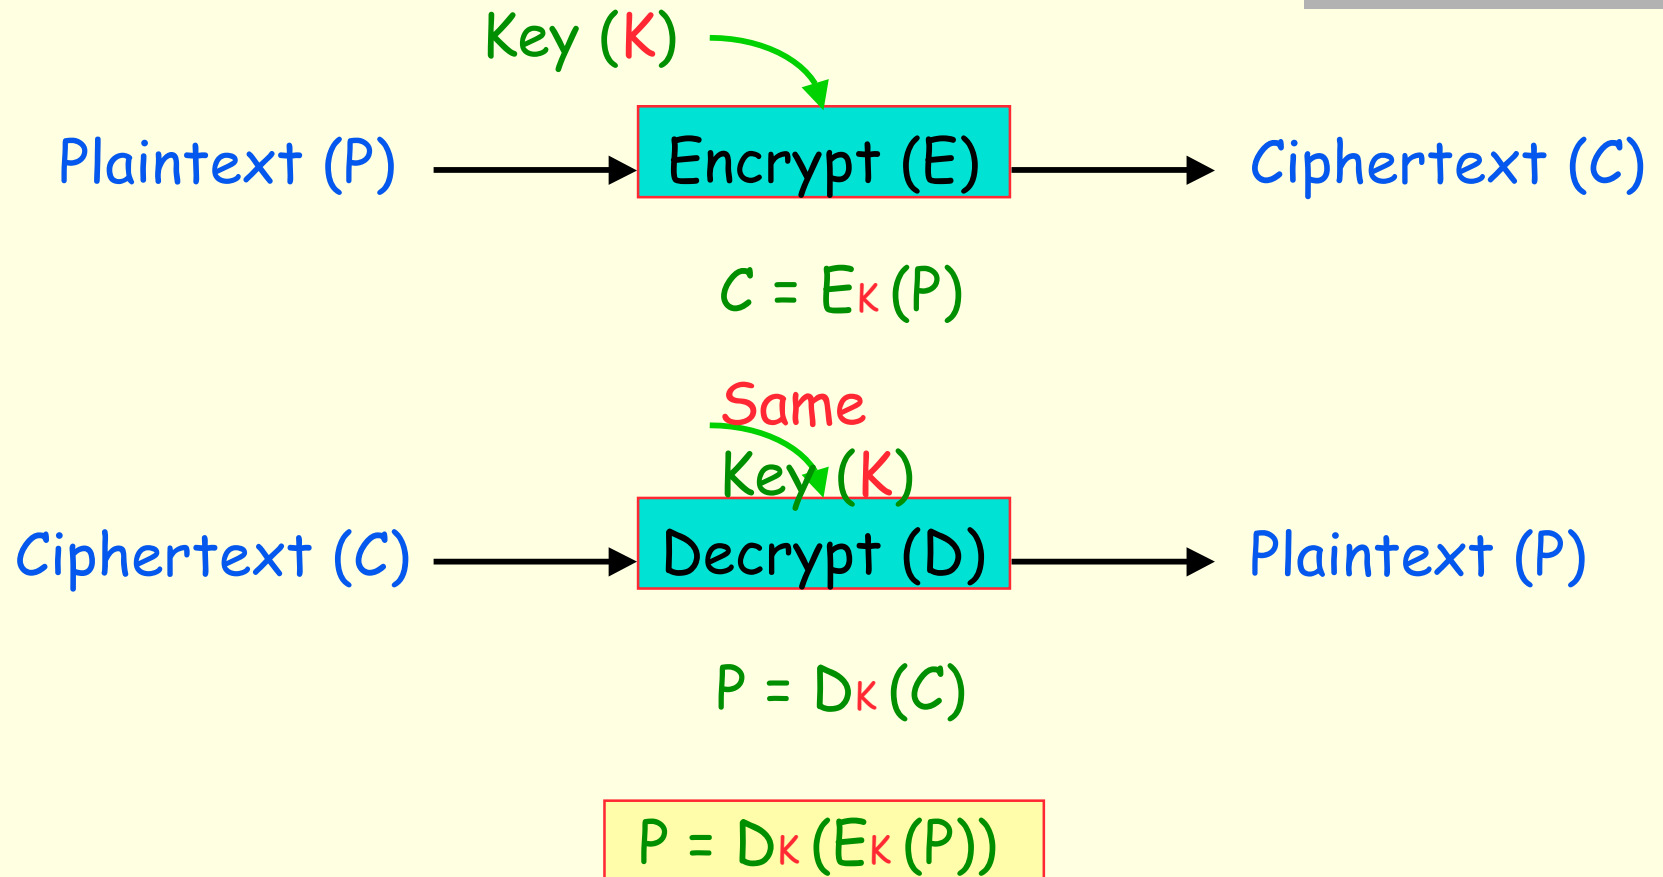 Key (K)
Plaintext (P)
Encrypt (E)
Ciphertext (C)
C = EK (P)
Same
Key (K)
Ciphertext (C)
Decrypt (D)
Plaintext (P)
P = DK (C)
P = DK (EK (P))